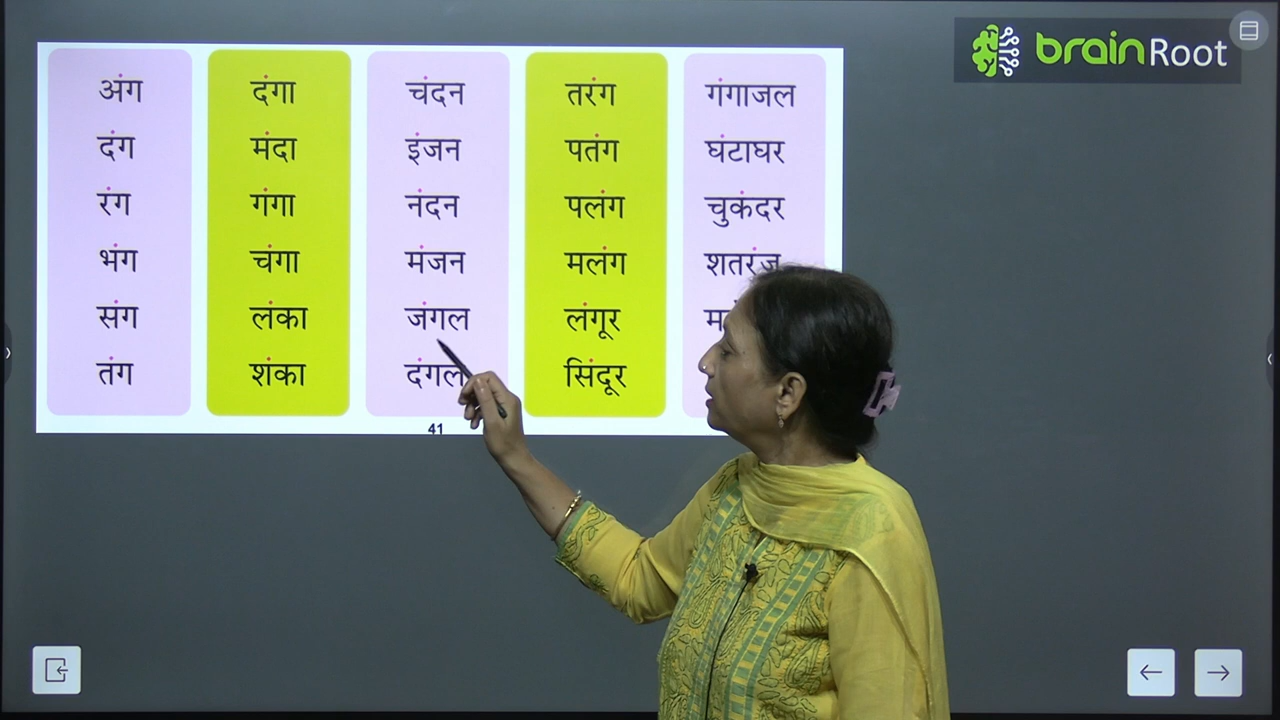 brainRoot
अंग दंगा चंदन तरंग गंगाजल
दंग मंदा इंजन पतंग घंटाघर
रंग गंगा नंदन पलंग चुकंदर
भंग चंगा मंजन मलंग शतरंज
संग लंका जंगल लंगूर
तंग शंका दंगल सिंदूर
41